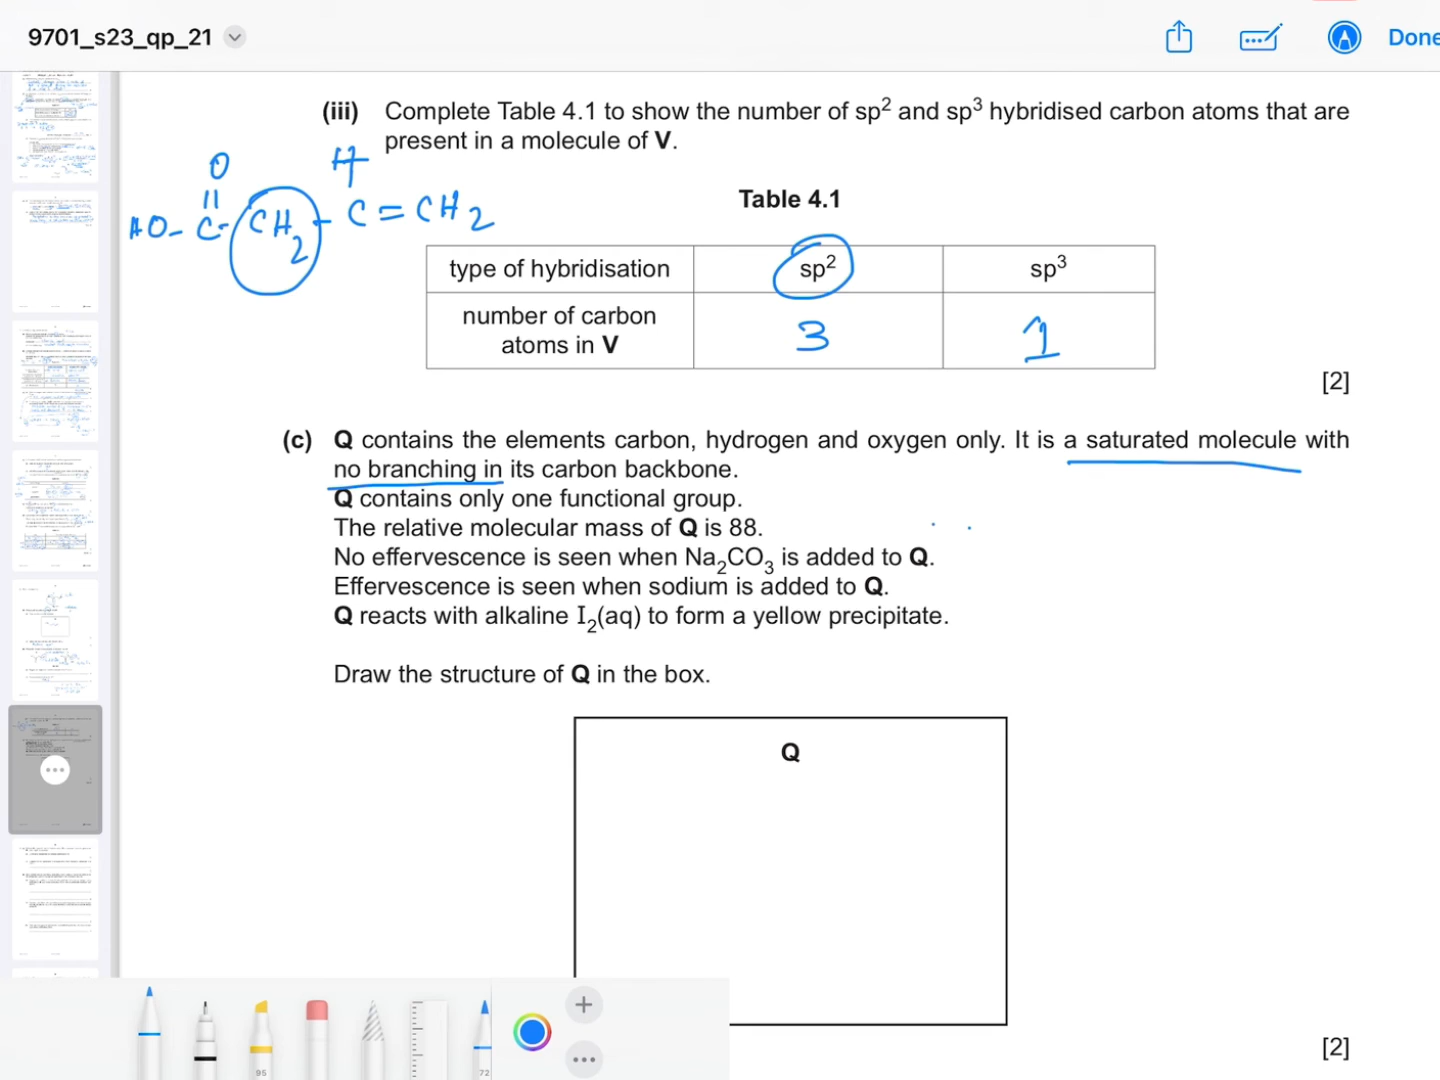 9701_s23_qp_21
Done
(iii) Complete Table 4.1 to show the number of sp² and sp³ hybridised carbon atoms that are
present in a molecule of V.
O H
||
HO-C-CH2-C=CH2
Table 4.1
type of hybridisation sp² sp³
number of carbon
atoms in V 3 1
[2]
(c) Q contains the elements carbon, hydrogen and oxygen only. It is a saturated molecule with
no branching in its carbon backbone.
Q contains only one functional group.
The relative molecular mass of Q is 88.
No effervescence is seen when Na₂CO₃ is added to Q.
Effervescence is seen when sodium is added to Q.
Q reacts with alkaline I₂(aq) to form a yellow precipitate.
Draw the structure of Q in the box.
Q
[2]
95
72